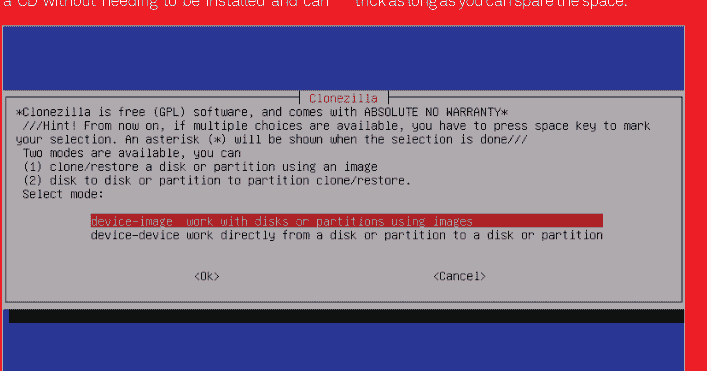 a CD without needing to be installed and can
trick as long as you can spare the space.
Clonezilla
*Clonezilla is free (GPL) software, and comes with ABSOLUTE NO WARRANTY*
///Hint! From now on, if multiple choices are available, you have to press space key to mark
your selection. An asterisk (*) will be shown when the selection is done///
Two modes are available, you can
(1) clone/restore a disk or partition using an image
(2) disk to disk or partition to partition clone/restore.
Select mode:
device-image work with disks or partitions using images
device-device work directly from a disk or partition to a disk or partition
<Ok> <Cancel>